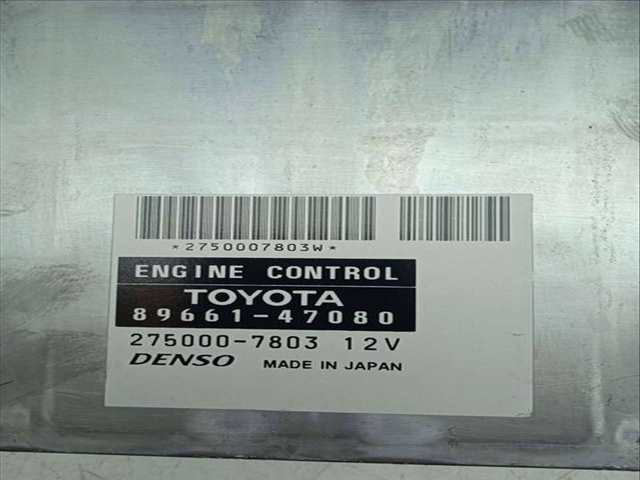 *2750007803W*
ENGINE CONTROL
TOYOTA
89661-47080
275000-7803 12V
DENSO MADE IN JAPAN